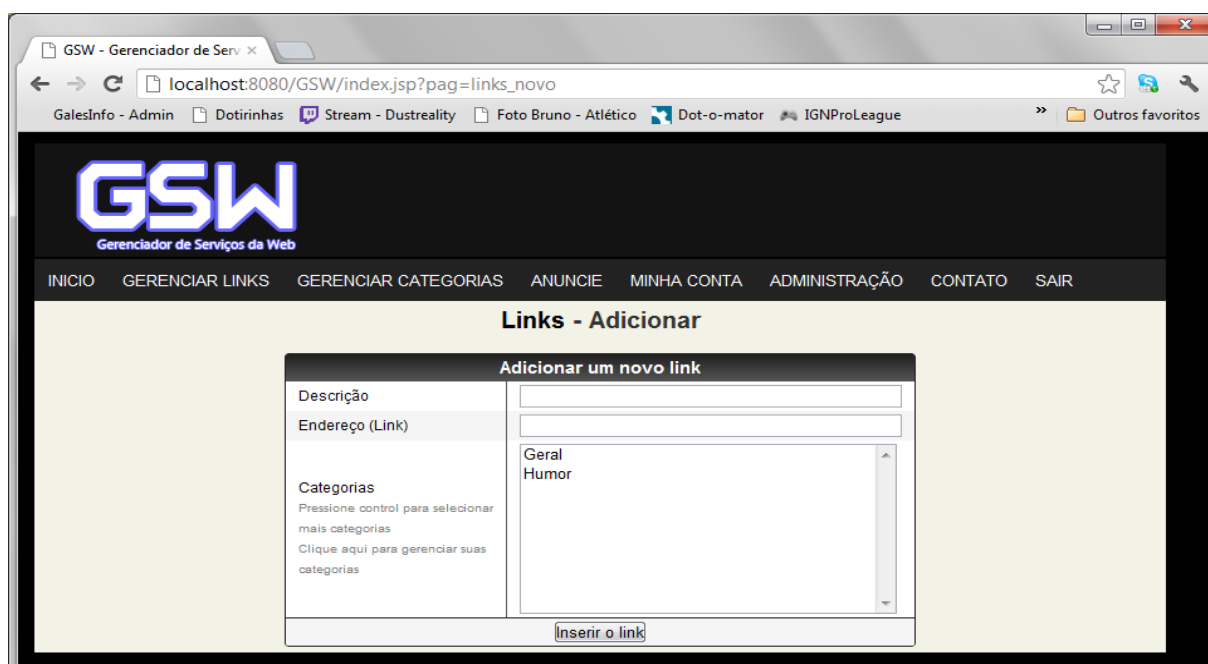 GSW - Gerenciador de Serv
localhost:8080/GSW/index.jsp?pag=links_novo
GalesInfo - Admin Dotirinhas Stream - Dustreality Foto Bruno - Atlético Dot-o-mator IGNProLeague » Outros favoritos
GSW
Gerenciador de Serviços da Web
INICIO GERENCIAR LINKS GERENCIAR CATEGORIAS ANUNCIE MINHA CONTA ADMINISTRAÇÃO CONTATO SAIR
Links - Adicionar
Adicionar um novo link
Descrição
Endereço (Link)
Geral
Humor
Categorias
Pressione control para selecionar
mais categorias
Clique aqui para gerenciar suas
categorias
Inserir o link